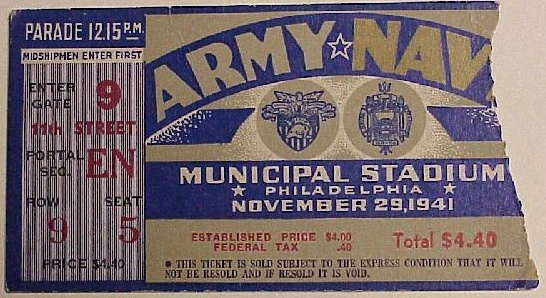 PARADE 12.15 P.M.
MIDSHIPMEN ENTER FIRST
ENTER GATE 9
11th STREET
PORTAL SEC. EN
ROW SEAT
9 5
PRICE $4.40
ARMY☆NAV
MUNICIPAL STADIUM
★ PHILADELPHIA ★
NOVEMBER 29, 1941
ESTABLISHED PRICE $4.00
FEDERAL TAX .40
Total $4.40
• THIS TICKET IS SOLD SUBJECT TO THE EXPRESS CONDITION THAT IT WILL
NOT BE RESOLD AND IF RESOLD IT IS VOID.